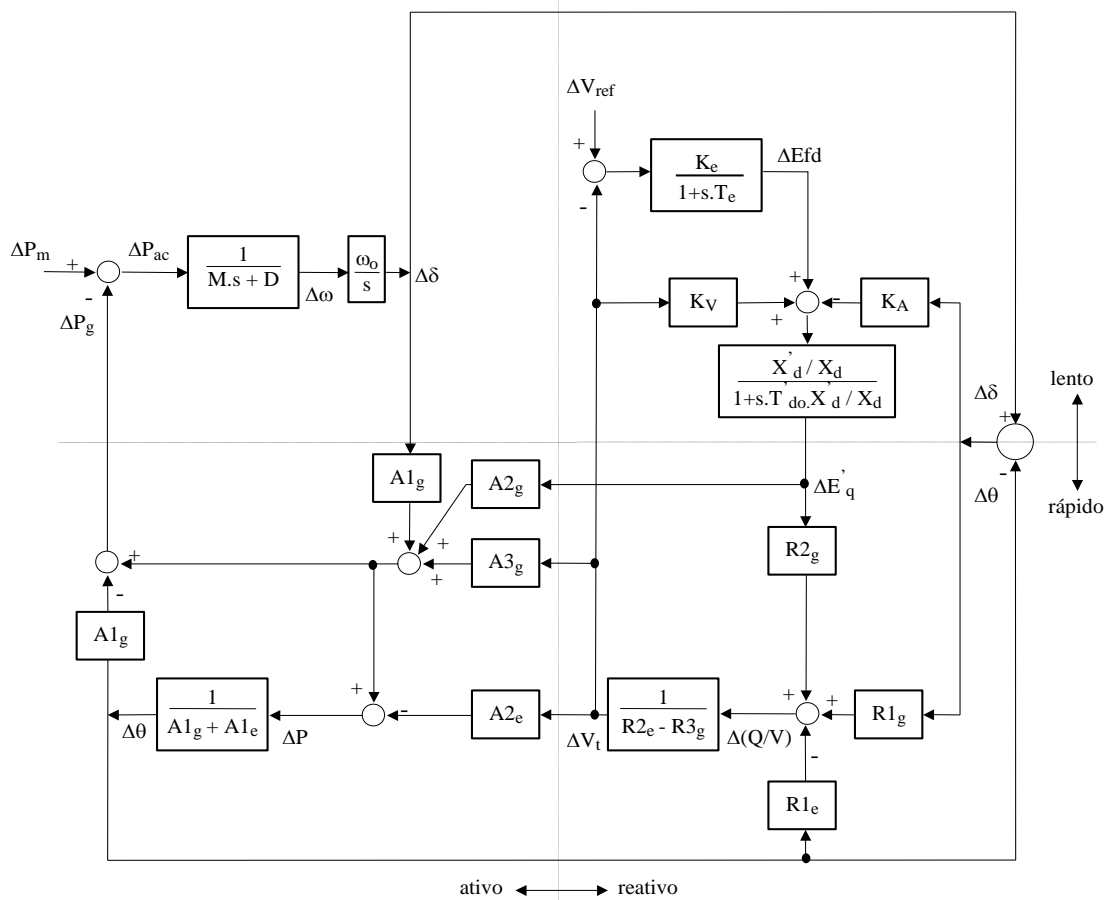 ΔV_ref
+
-
K_e
1+s.T_e
ΔEfd
ΔP_m
+
-
ΔP_g
ΔP_ac
1
M.s + D
Δω
ω_o
s
Δδ
K_V
+
+
-
K_A
X'_d / X_d
1+s.T'_do.X'_d / X_d
Δδ
+
-
Δθ
lento
rápido
A1_g
A2_g
ΔE'_q
R2_g
+
+
+
A3_g
+
-
A1_g
Δθ
1
A1_g + A1_e
ΔP
+
-
A2_e
ΔV_t
1
R2_e - R3_g
Δ(Q/V)
+
+
-
R1_g
R1_e
ativo
reativo